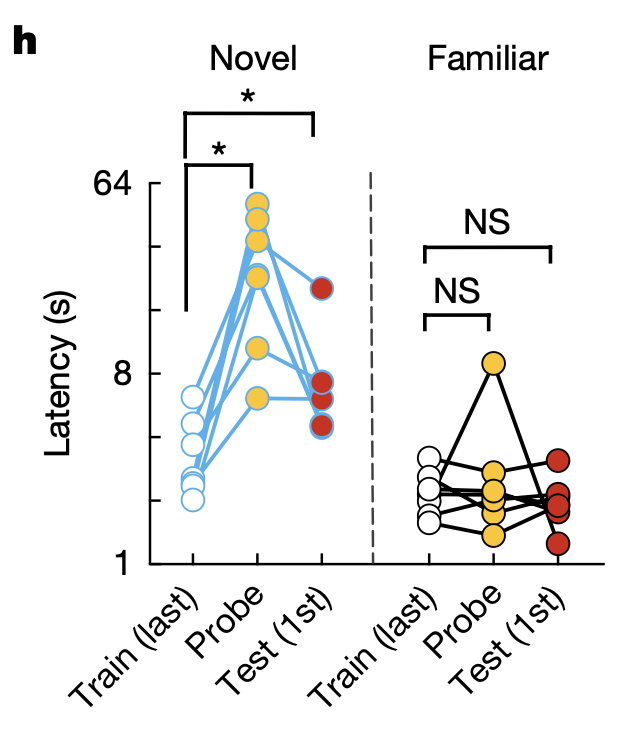 h
Novel
Familiar
*
*
64
NS
NS
8
1
Latency (s)
Train (last)
Probe
Test (1st)
Train (last)
Probe
Test (1st)